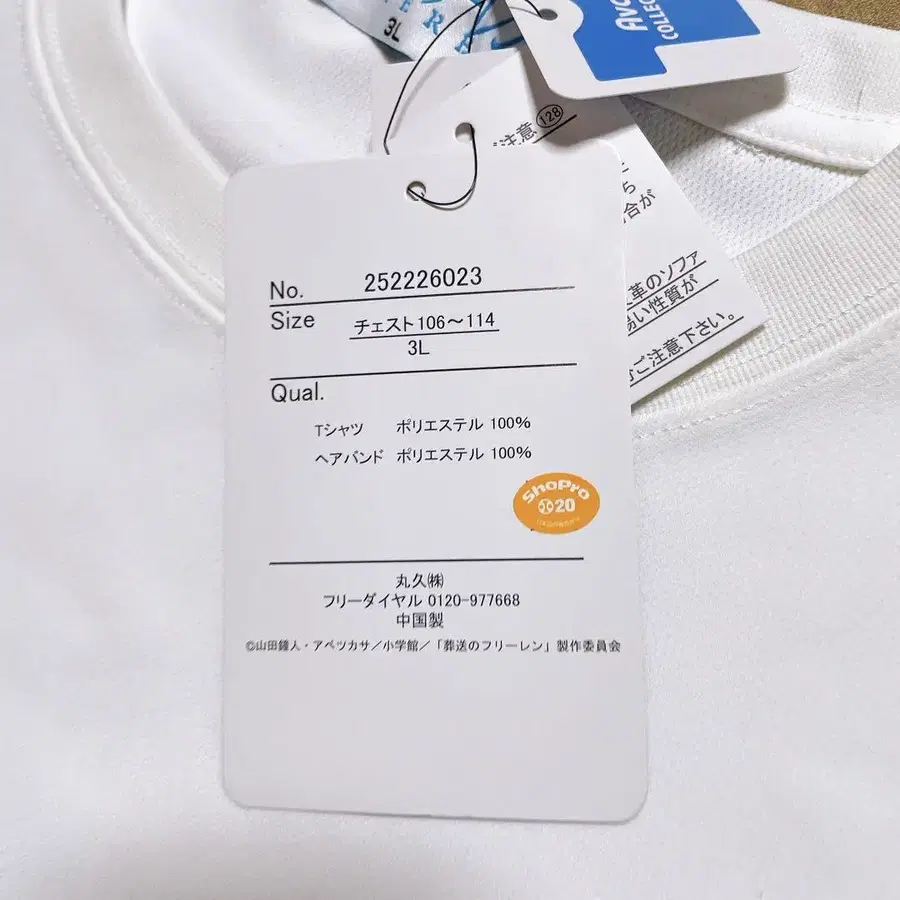 3L
Ava
COLLEC
ご注意 128
合が
革のソファ
易い性質が
ご注意下さい。
No. 252226023
Size チェスト106～114
3L
Qual.
Tシャツ ポリエステル 100%
ヘアバンド ポリエステル 100%
ShoPro
20
丸久㈱
フリーダイヤル 0120-977668
中国製
©山田鐘人・アベツカサ／小学館／「葬送のフリーレン」製作委員会